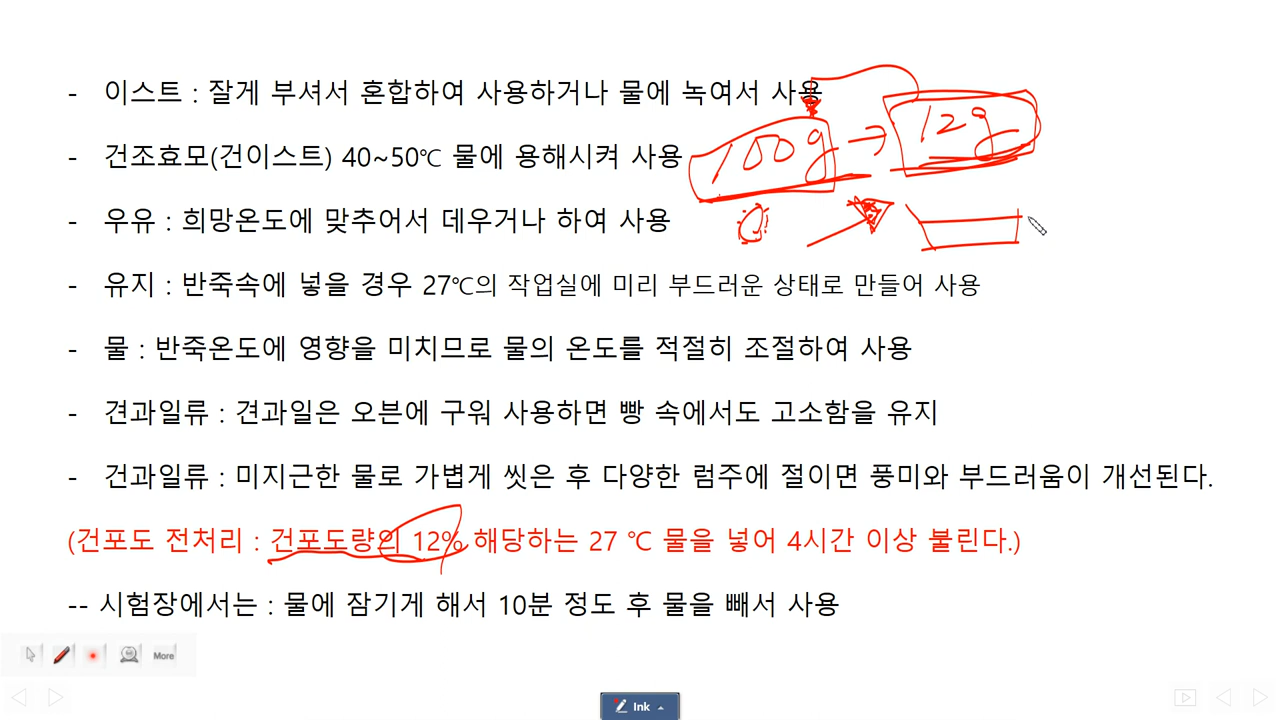 - 이스트 : 잘게 부셔서 혼합하여 사용하거나 물에 녹여서 사용
- 건조효모(건이스트) 40~50℃ 물에 용해시켜 사용
100g → 12g
- 우유 : 희망온도에 맞추어서 데우거나 하여 사용
- 유지 : 반죽속에 넣을 경우 27℃의 작업실에 미리 부드러운 상태로 만들어 사용
- 물 : 반죽온도에 영향을 미치므로 물의 온도를 적절히 조절하여 사용
- 견과일류 : 견과일은 오븐에 구워 사용하면 빵 속에서도 고소함을 유지
- 건과일류 : 미지근한 물로 가볍게 씻은 후 다양한 럼주에 절이면 풍미와 부드러움이 개선된다.
(건포도 전처리 : 건포도량의 12% 해당하는 27 ℃ 물을 넣어 4시간 이상 불린다.)
-- 시험장에서는 : 물에 잠기게 해서 10분 정도 후 물을 빼서 사용
More
Ink